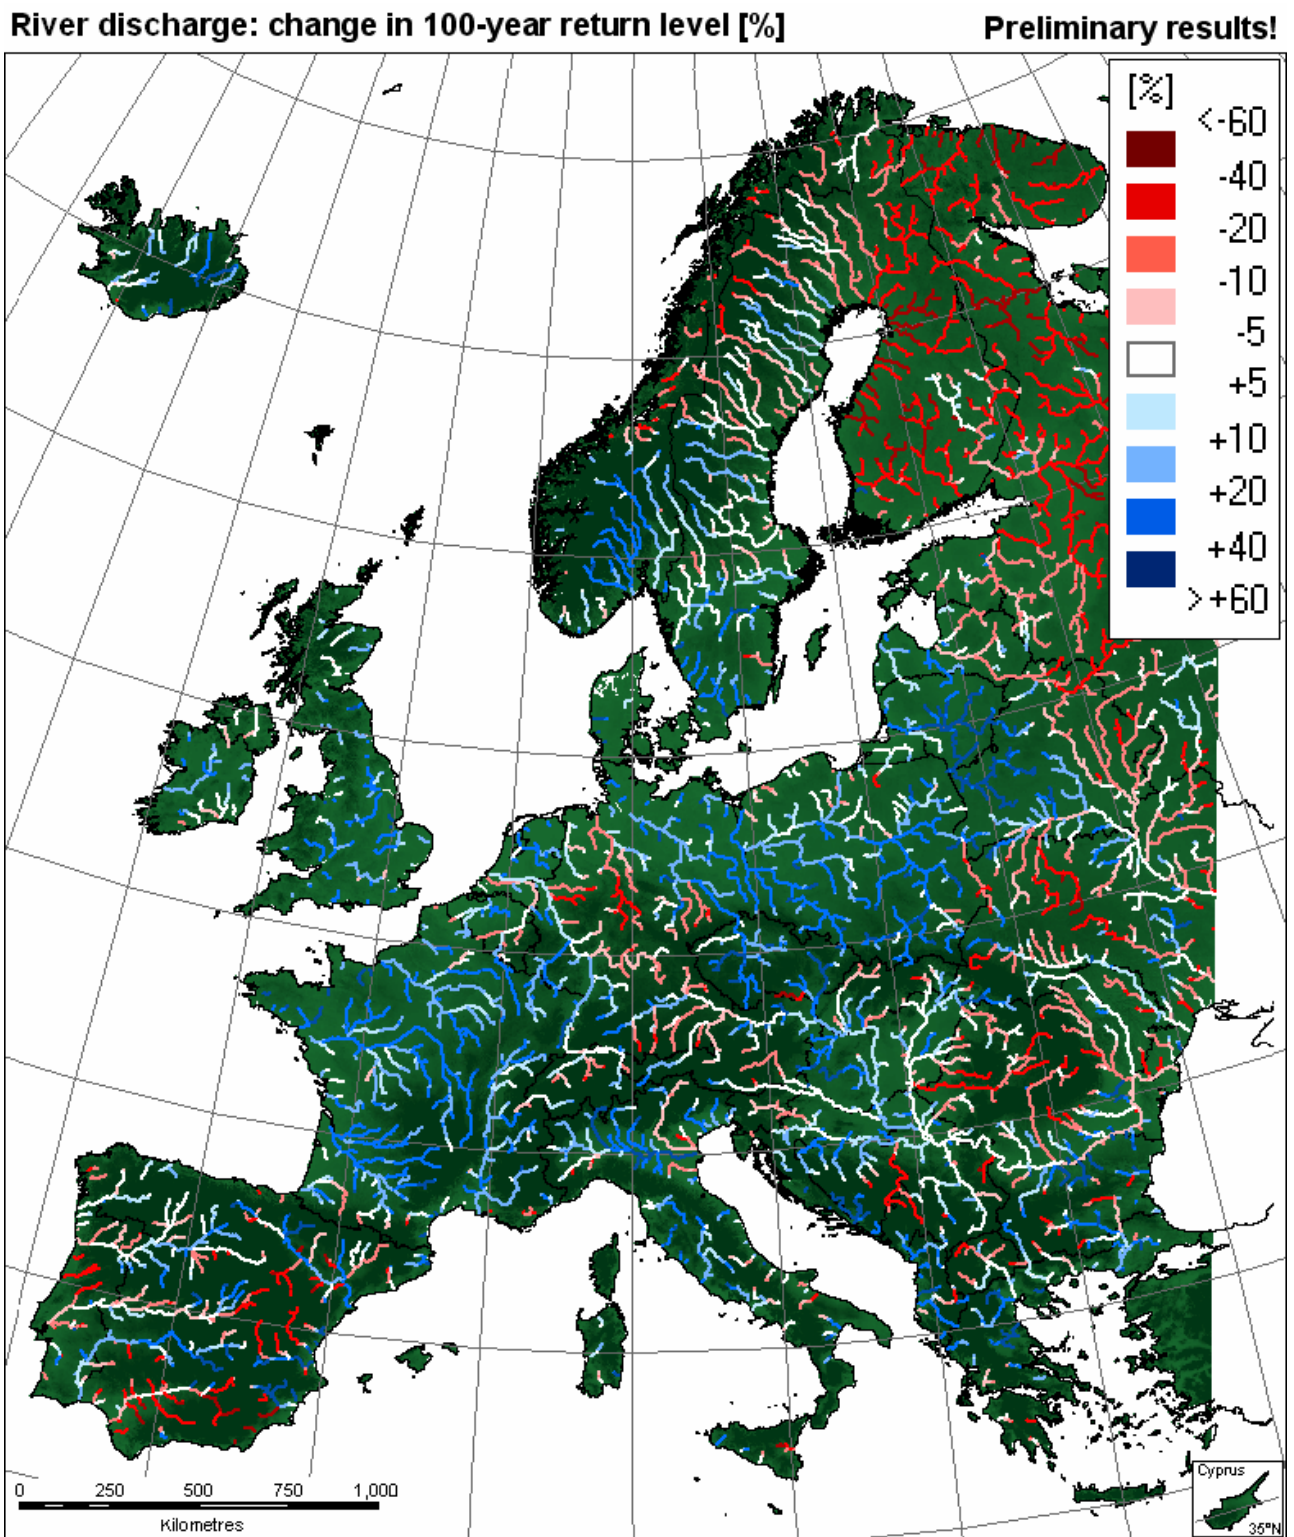 River discharge: change in 100-year return level [%]
Preliminary results!
[%]
<-60
-40
-20
-10
-5
+5
+10
+20
+40
>+60
0 250 500 750 1,000
Kilometres
Cyprus
35°N